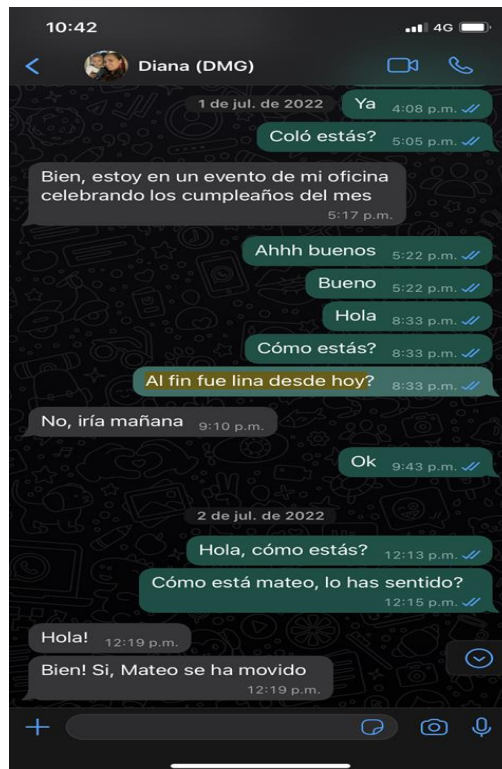 10:42
4G
Diana (DMG)
1 de jul. de 2022
Ya 4:08 p.m.
Coló estás? 5:05 p.m.
Bien, estoy en un evento de mi oficina
celebrando los cumpleaños del mes
5:17 p.m.
Ahhh buenos 5:22 p.m.
Bueno 5:22 p.m.
Hola 8:33 p.m.
Cómo estás? 8:33 p.m.
Al fin fue lina desde hoy? 8:33 p.m.
No, iría mañana 9:10 p.m.
Ok 9:43 p.m.
2 de jul. de 2022
Hola, cómo estás? 12:13 p.m.
Cómo está mateo, lo has sentido?
12:15 p.m.
Hola! 12:19 p.m.
Bien! Si, Mateo se ha movido
12:19 p.m.